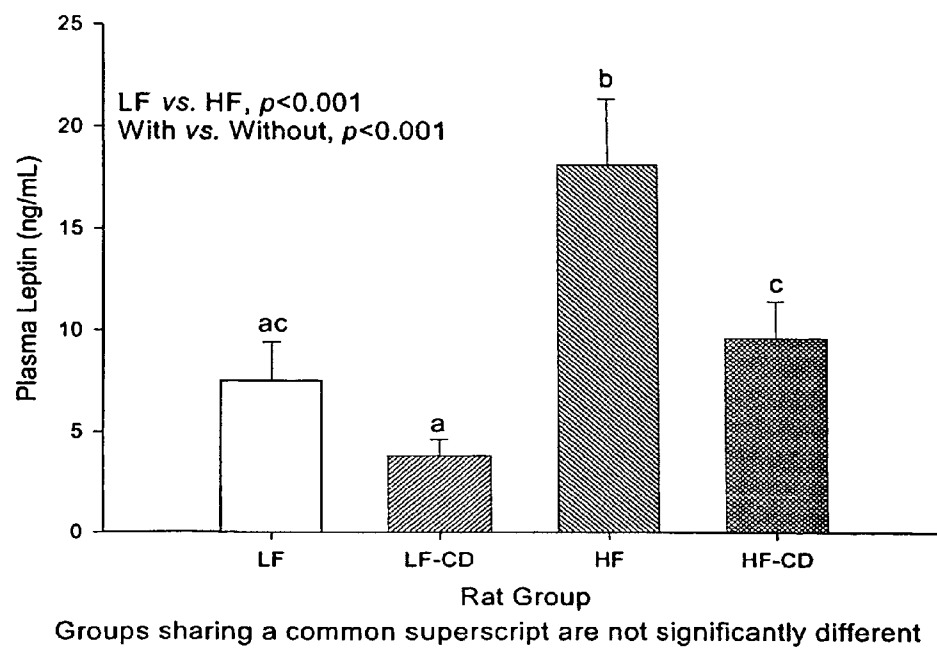 25
LF vs. HF, p<0.001
With vs. Without, p<0.001
20
15
10
5
0
Plasma Leptin (ng/mL)
b
c
ac
a
LF LF-CD HF HF-CD
Rat Group
Groups sharing a common superscript are not significantly different